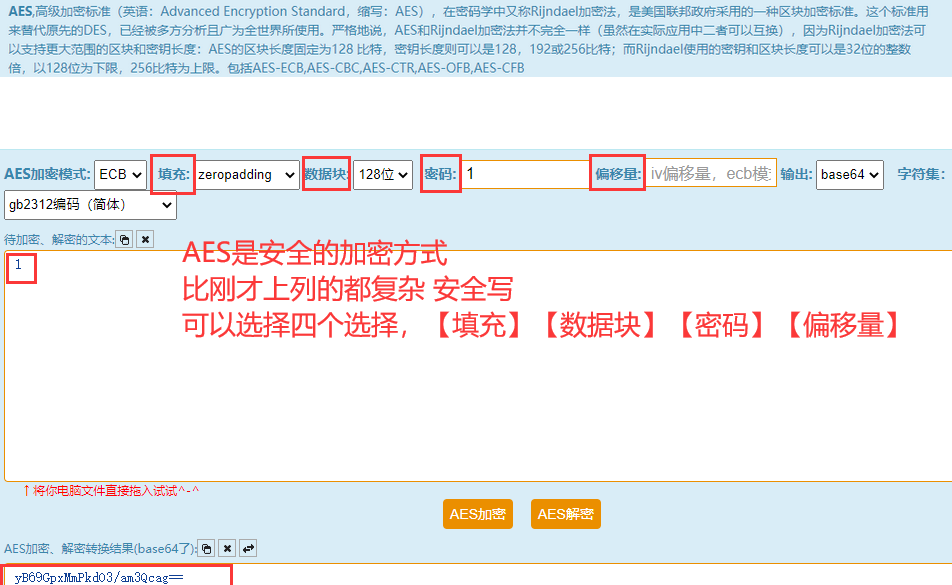 AES,高级加密标准（英语：Advanced Encryption Standard，缩写：AES），在密码学中又称Rijndael加密法，是美国联邦政府采用的一种区块加密标准。这个标准用
来替代原先的DES，已经被多方分析且广为全世界所使用。严格地说，AES和Rijndael加密法并不完全一样（虽然在实际应用中二者可以互换），因为Rijndael加密法可
以支持更大范围的区块和密钥长度：AES的区块长度固定为128 比特，密钥长度则可以是128，192或256比特；而Rijndael使用的密钥和区块长度可以是32位的整数
倍，以128位为下限，256比特为上限。包括AES-ECB,AES-CBC,AES-CTR,AES-OFB,AES-CFB
AES加密模式: ECB 填充: zeropadding 数据块: 128位 密码: 1 偏移量: iv偏移量，ecb模 输出: base64 字符集:
gb2312编码（简体）
待加密、解密的文本:
1
AES是安全的加密方式
比刚才上列的都复杂 安全写
可以选择四个选择，【填充】【数据块】【密码】【偏移量】
↑将你电脑文件直接拖入试试^-^
AES加密 AES解密
AES加密、解密转换结果(base64了):
yB69GpxMmPkdO3/am3Qcag==